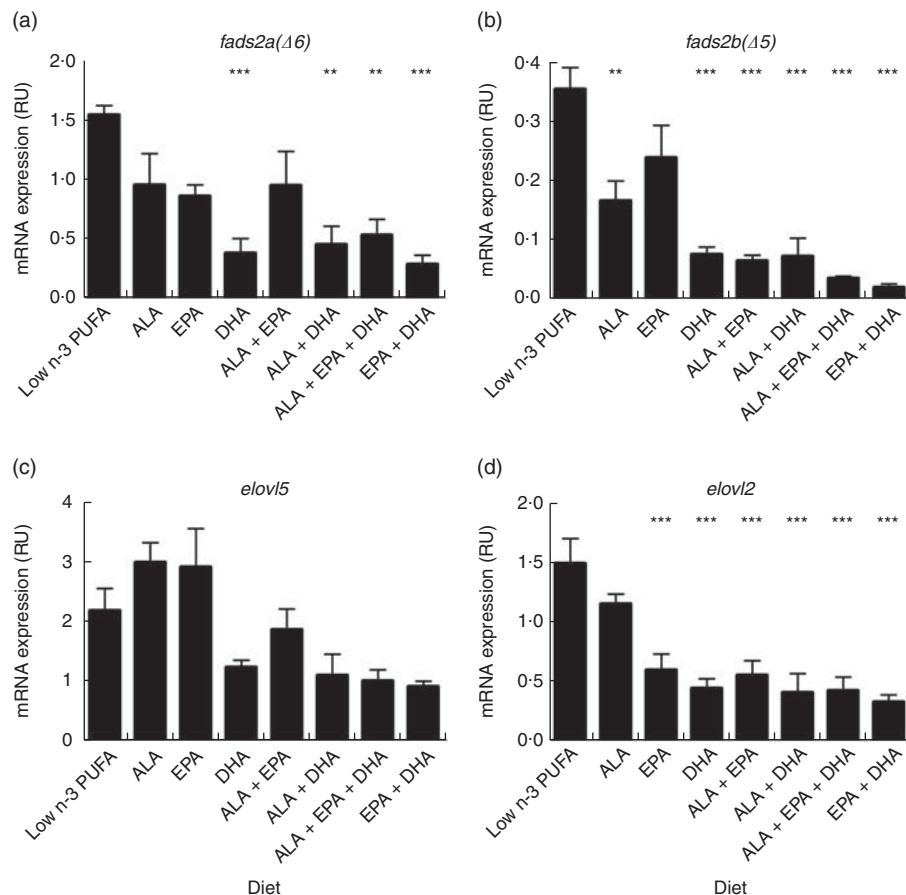 (a)
fads2a(Δ6)
mRNA expression (RU)
2·0
1·5
1·0
0·5
0·0
*** ** ** ***
Low n-3 PUFA
ALA
EPA
DHA
ALA + EPA
ALA + DHA
ALA + EPA + DHA
EPA + DHA
(b)
fads2b(Δ5)
mRNA expression (RU)
0·4
0·3
0·2
0·1
0·0
** *** *** *** *** ***
Low n-3 PUFA
ALA
EPA
DHA
ALA + EPA
ALA + DHA
ALA + EPA + DHA
EPA + DHA
(c)
elovl5
mRNA expression (RU)
4
3
2
1
0
Low n-3 PUFA
ALA
EPA
DHA
ALA + EPA
ALA + DHA
ALA + EPA + DHA
EPA + DHA
Diet
(d)
elovl2
mRNA expression (RU)
2·0
1·5
1·0
0·5
0·0
*** *** *** *** *** ***
Low n-3 PUFA
ALA
EPA
DHA
ALA + EPA
ALA + DHA
ALA + EPA + DHA
EPA + DHA
Diet